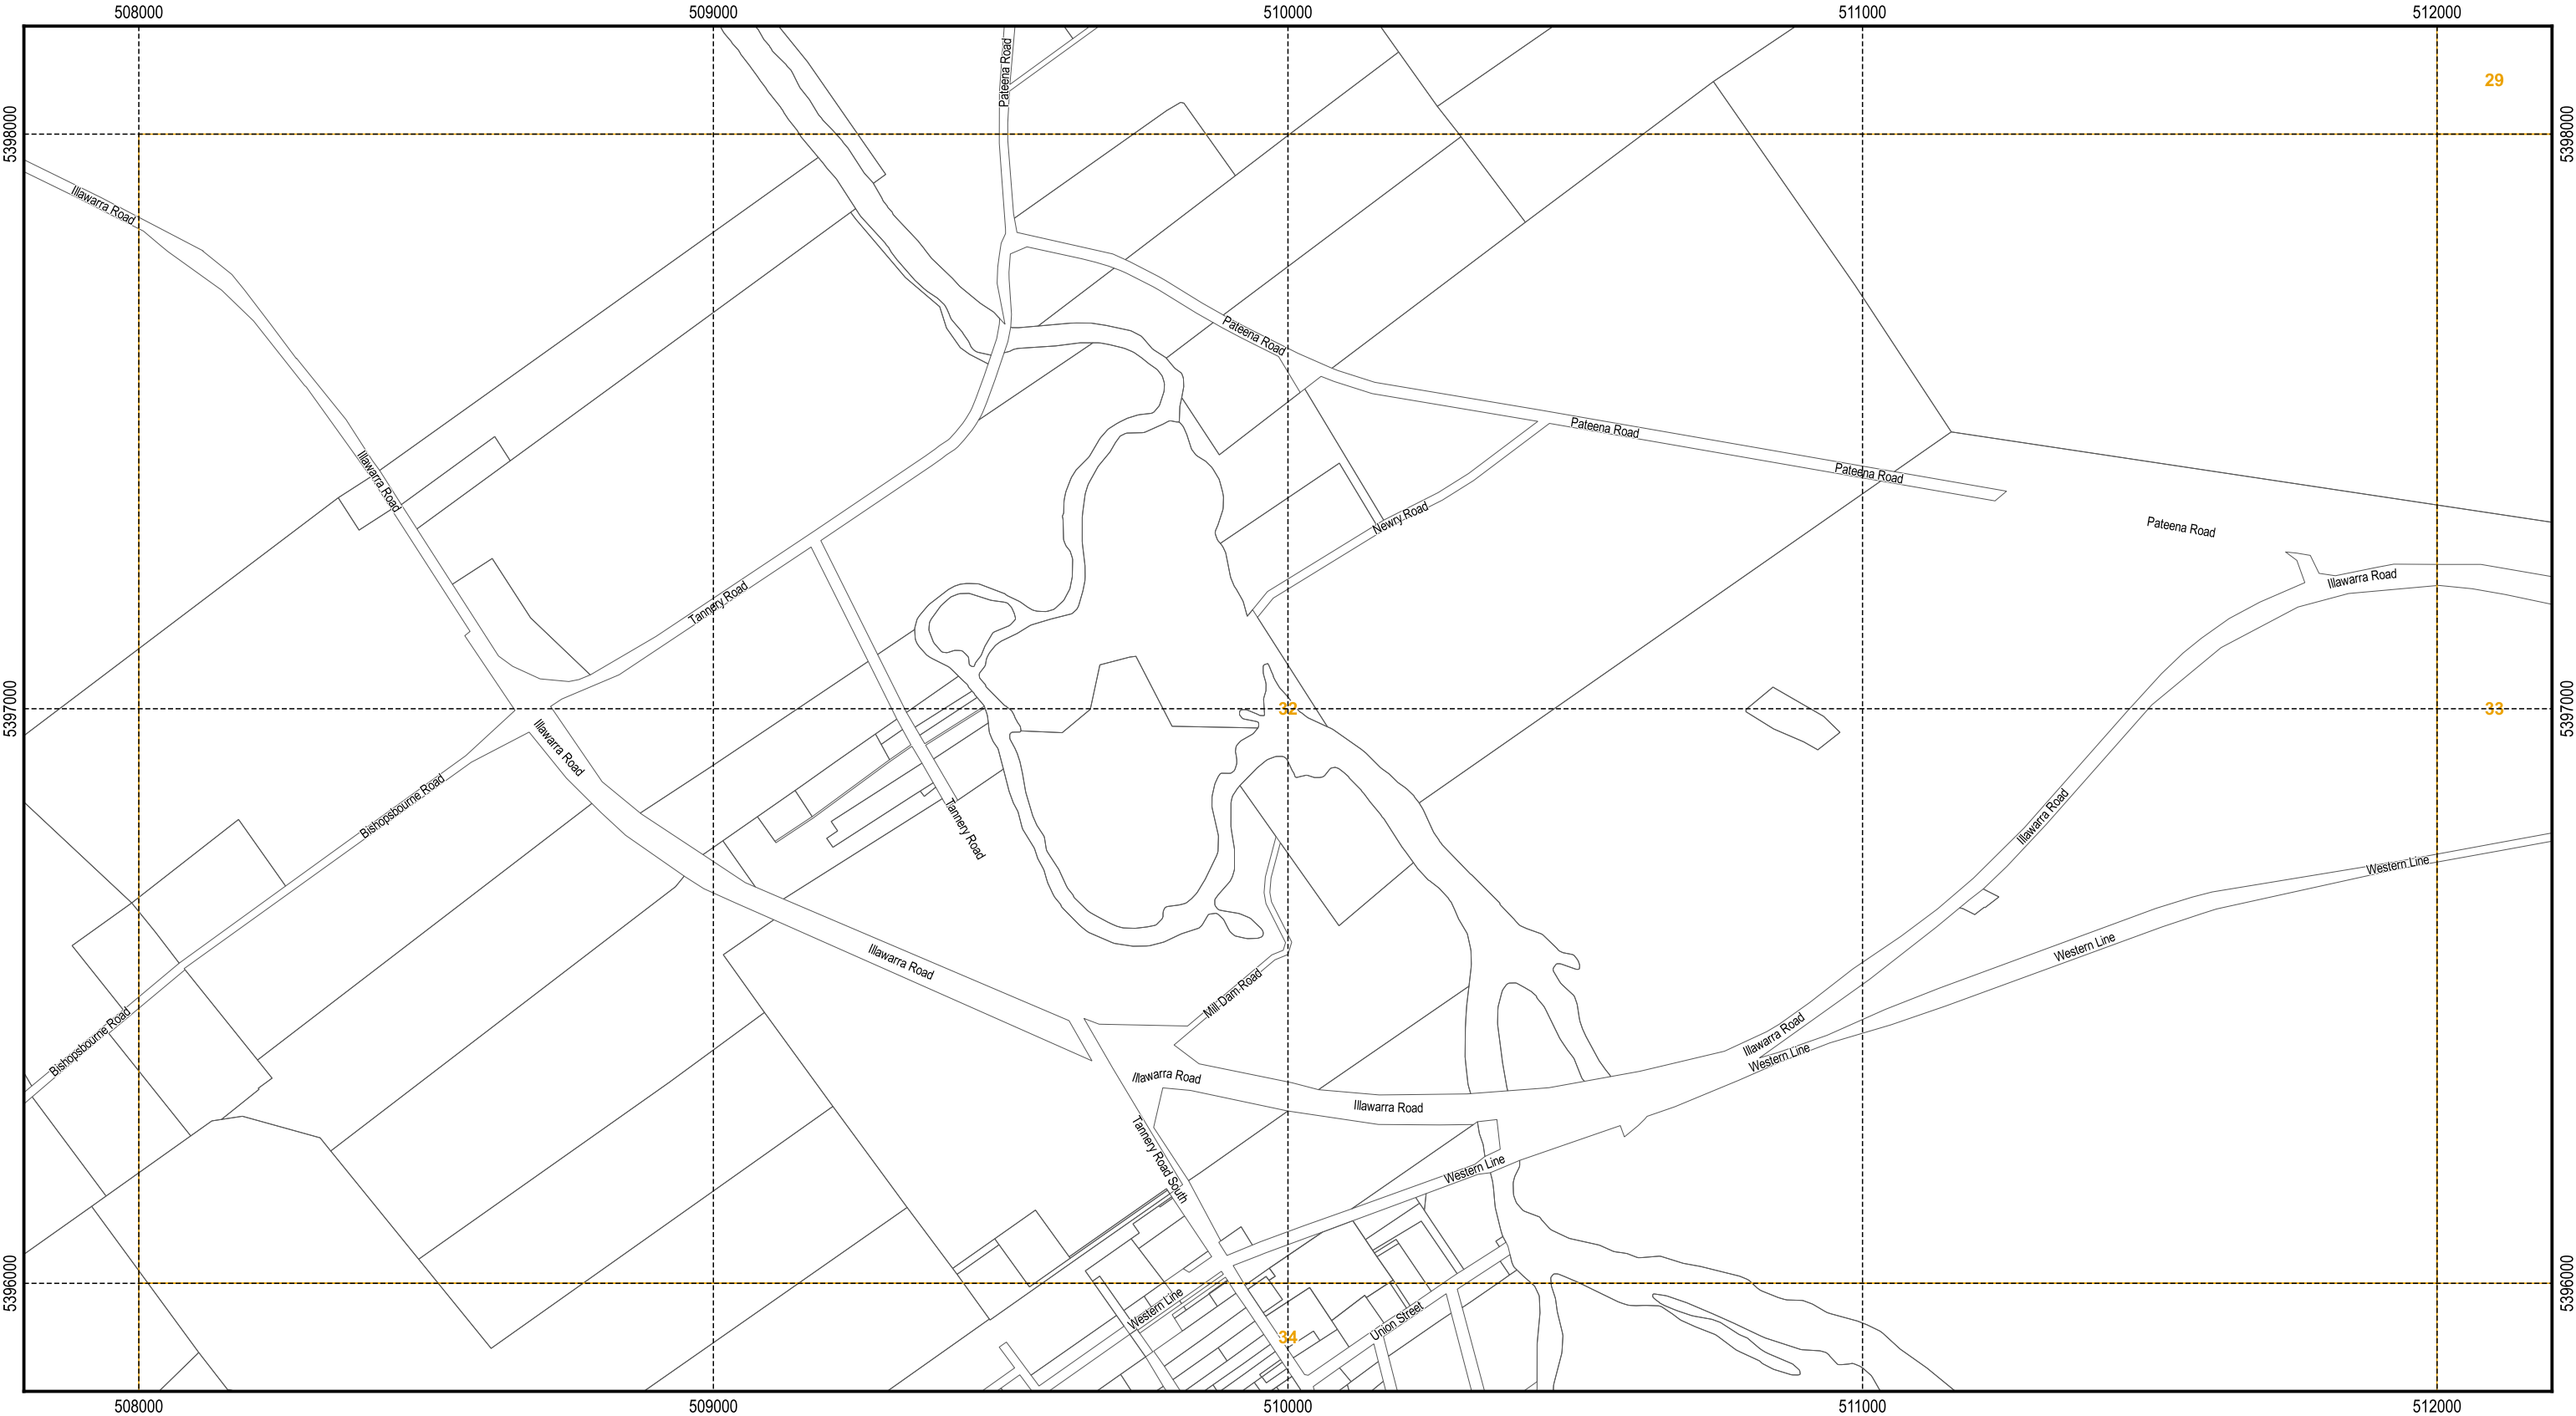 508000 509000 510000 511000 512000
Pateena Road
29
5398000 5398000
Illawarra Road
Pateena Road
Pateena Road
Illawarra Road
Pateena Road
Newry Road
Pateena Road
Illawarra Road
Tannery Road
5397000 32 33 5397000
Illawarra Road
Bishopsbourne Road
Tannery Road
Illawarra Road
Western Line
Illawarra Road
Western Line
Mill Dam Road
Bishopsbourne Road
Illawarra Road
Western Line
Illawarra Road
Illawarra Road
Tannery Road South
Western Line
5396000 5396000
Western Line
Union Street
34
508000 509000 510000 511000 512000